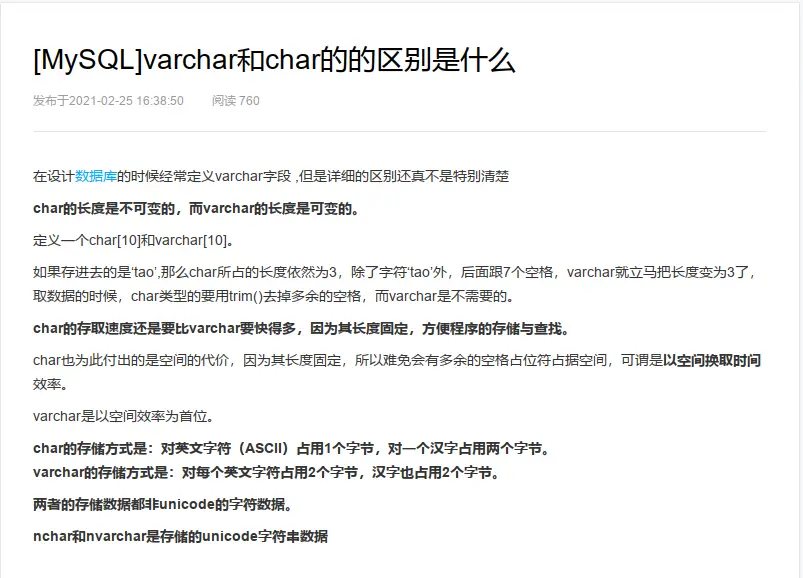 [MySQL]varchar和char的的区别是什么
发布于2021-02-25 16:38:50 阅读 760
在设计数据库的时候经常定义varchar字段 ,但是详细的区别还真不是特别清楚
char的长度是不可变的，而varchar的长度是可变的。
定义一个char[10]和varchar[10]。
如果存进去的是‘tao’,那么char所占的长度依然为3，除了字符‘tao’外，后面跟7个空格，varchar就立马把长度变为3了，
取数据的时候，char类型的要用trim()去掉多余的空格，而varchar是不需要的。
char的存取速度还是要比varchar要快得多，因为其长度固定，方便程序的存储与查找。
char也为此付出的是空间的代价，因为其长度固定，所以难免会有多余的空格占位符占据空间，可谓是以空间换取时间
效率。
varchar是以空间效率为首位。
char的存储方式是：对英文字符（ASCII）占用1个字节，对一个汉字占用两个字节。
varchar的存储方式是：对每个英文字符占用2个字节，汉字也占用2个字节。
两者的存储数据都非unicode的字符数据。
nchar和nvarchar是存储的unicode字符串数据